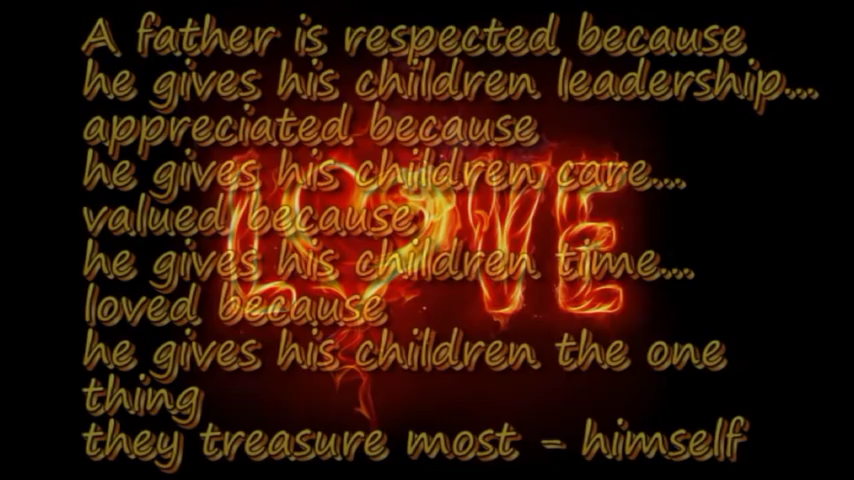 A father is respected because
he gives his children leadership...
appreciated because
he gives his children care...
valued because
he gives his children time...
loved because
he gives his children the one
thing
they treasure most - himself
LOVE